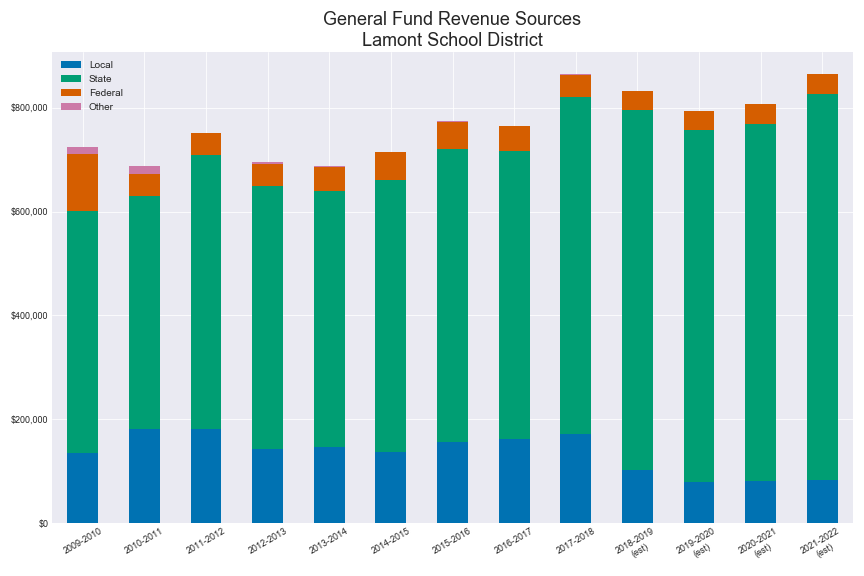 General Fund Revenue Sources
Lamont School District
Local
State
Federal
Other
$800,000
$600,000
$400,000
$200,000
$0
2009-2010
2010-2011
2011-2012
2012-2013
2013-2014
2014-2015
2015-2016
2016-2017
2017-2018
2018-2019
(est)
2019-2020
(est)
2020-2021
(est)
2021-2022
(est)